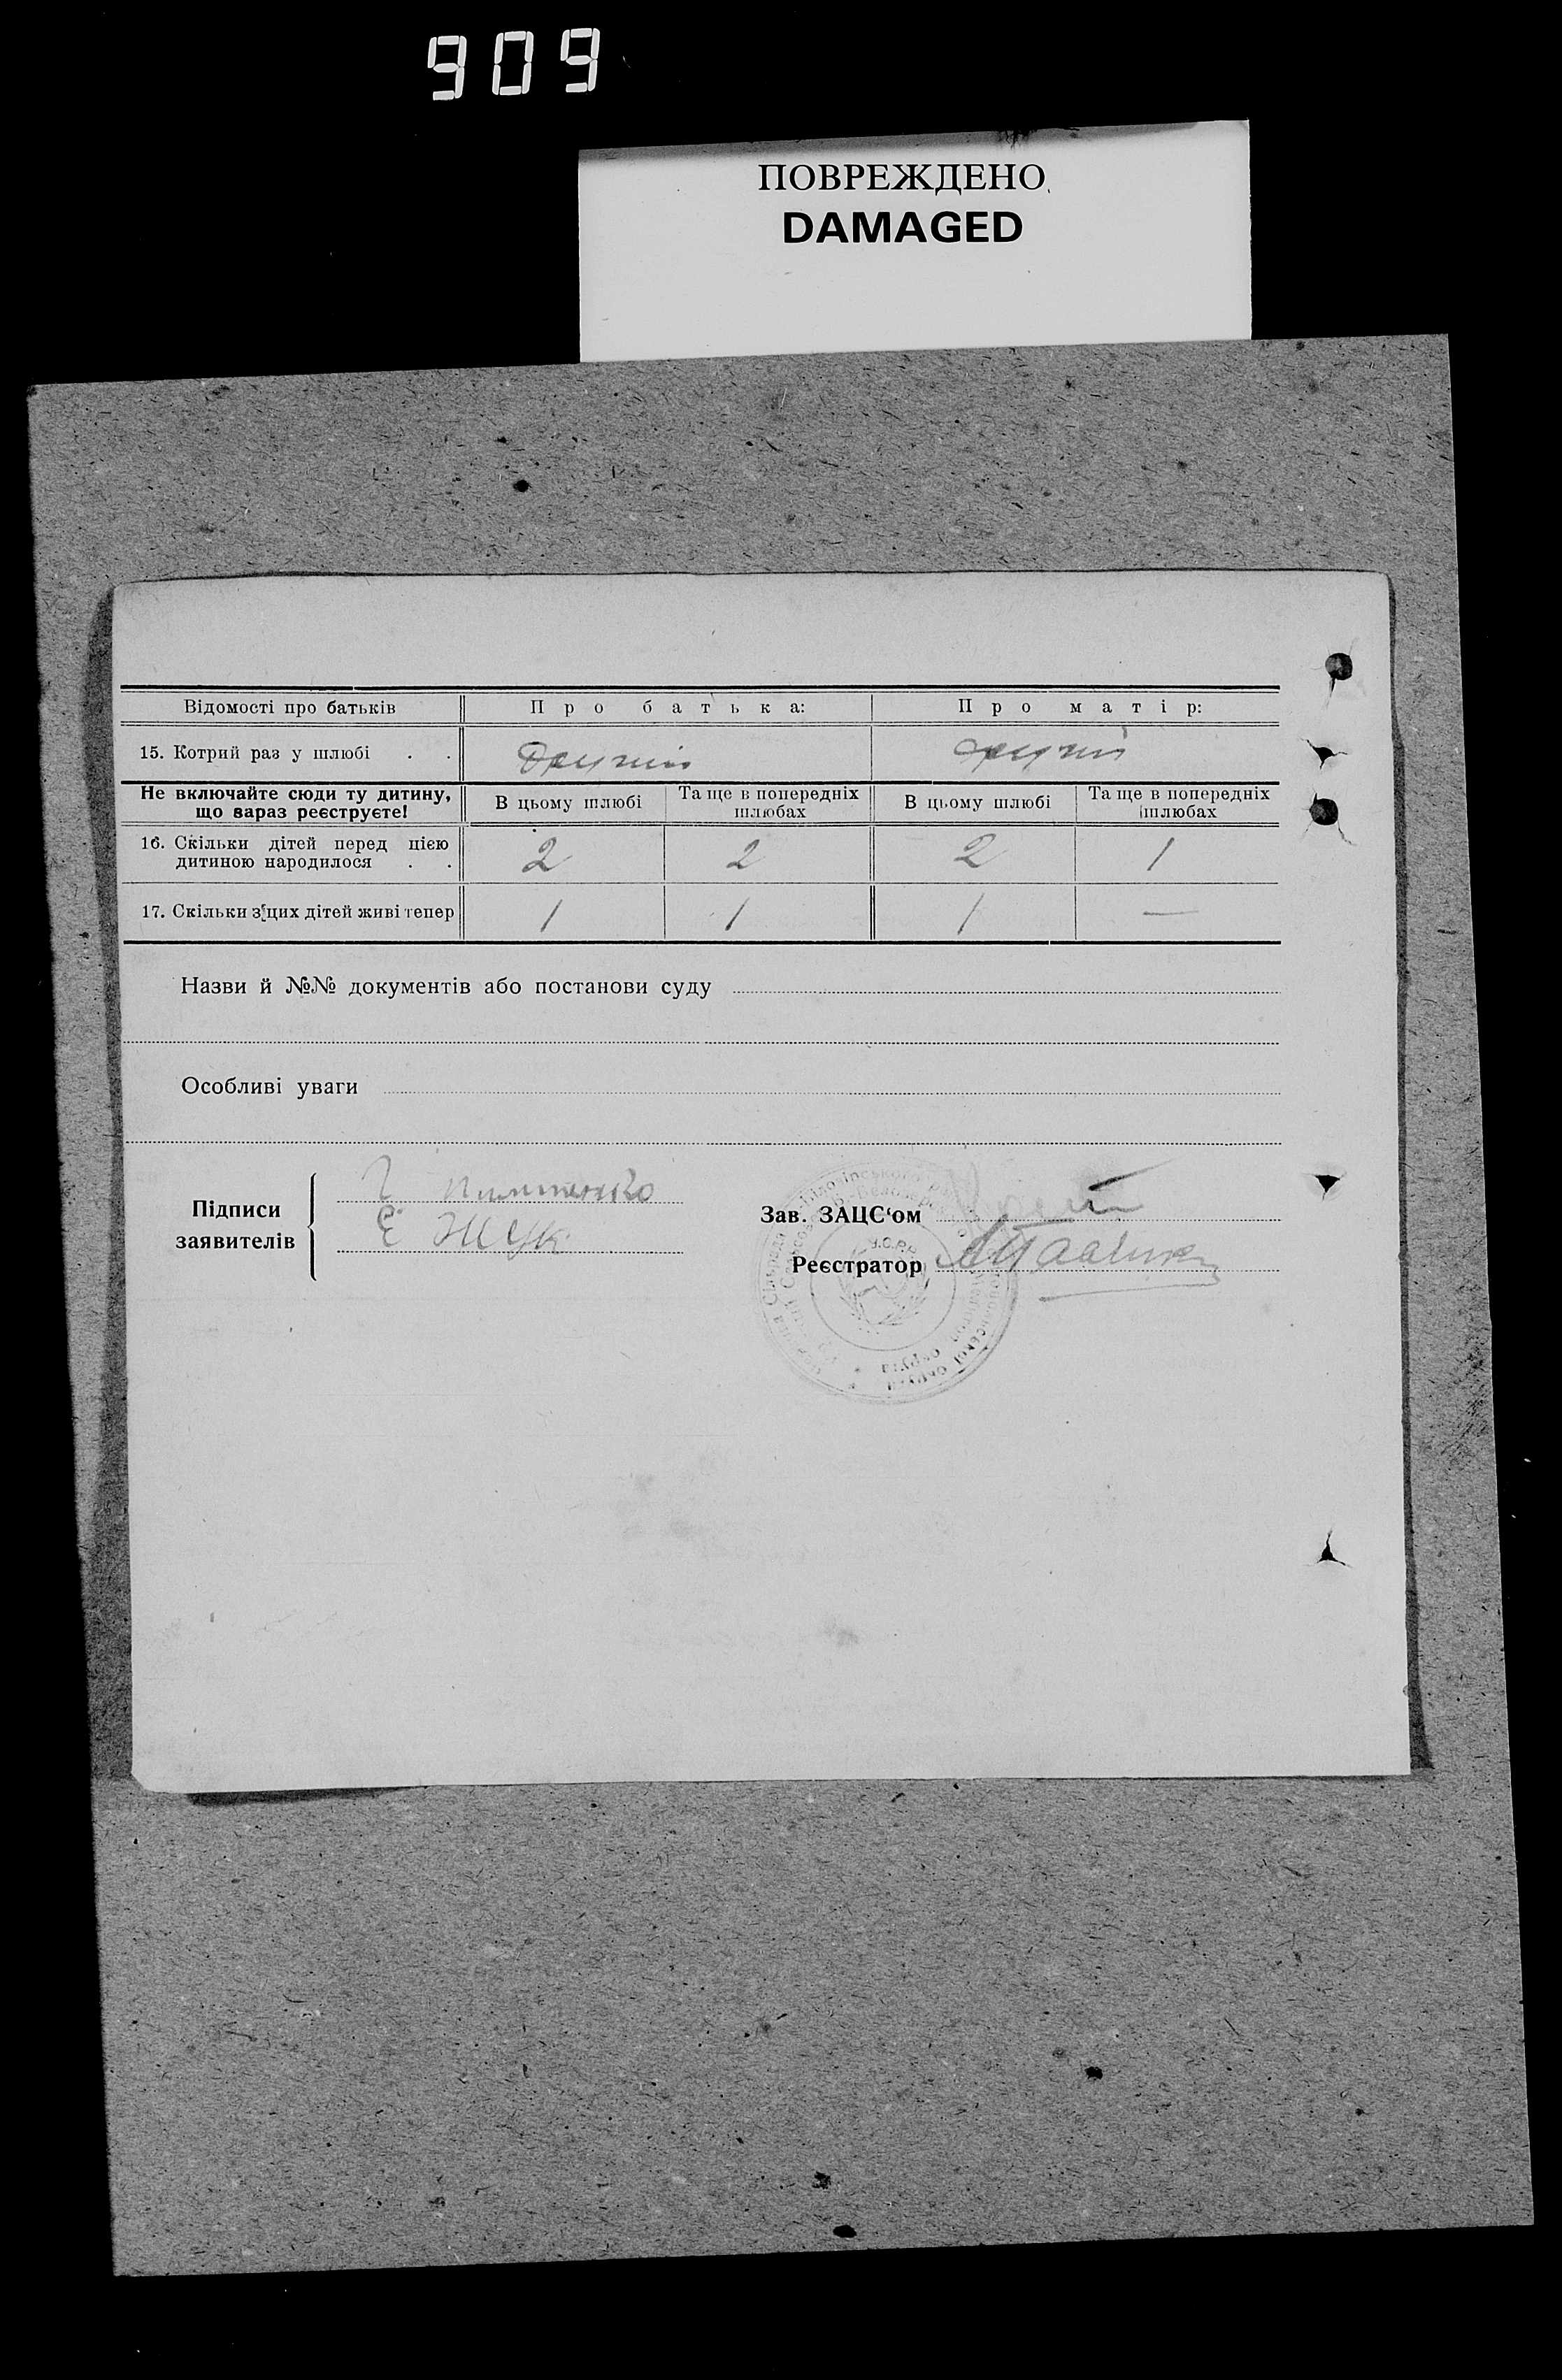 909
ПОВРЕЖДЕНО
DAMAGED
Відомості про батьків Про батька: Про матір:
15. Котрий раз у шлюбі . . Другий другий
Не включайте сюди ту дитину, що зараз реєструєте! В цьому шлюбі Та ще в попередніх шлюбах В цьому шлюбі Та ще в попередніх шлюбах
16. Скільки дітей перед цією дитиною народилося . . 2 2 2 1
17. Скільки з цих дітей живі тепер 1 1 1 —
Назви й №№ документів або постанови суду
Особливі уваги
Підписи заявителів
Є Жук
Зав. ЗАЦС‘ом
Реєстратор
У.С.Р.Р.
округи
округи